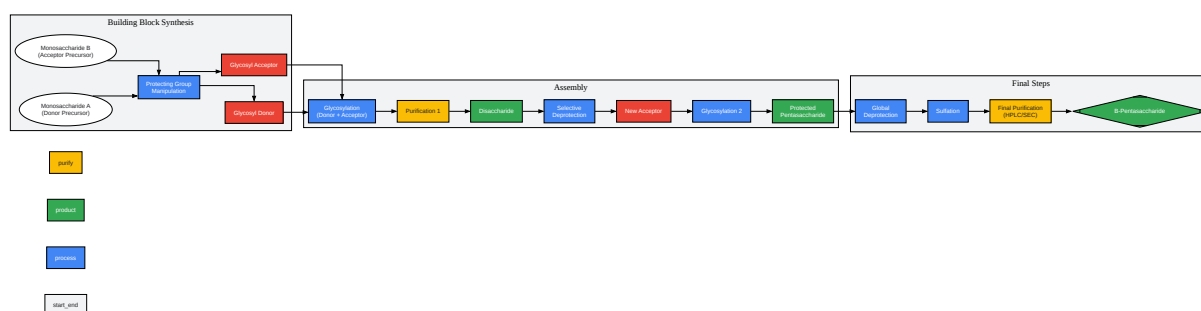 Building Block Synthesis
Monosaccharide B
(Acceptor Precursor)
Monosaccharide A
(Donor Precursor)
Protecting Group
Manipulation
Glycosyl Acceptor
Glycosyl Donor
Assembly
Glycosylation
(Donor + Acceptor)
Purification 1
Disaccharide
Selective
Deprotection
New Acceptor
Glycosylation 2
Protected
Pentasaccharide
Final Steps
Global
Deprotection
Sulfation
Final Purification
(HPLC/SEC)
B-Pentasaccharide
purify
product
process
start_end